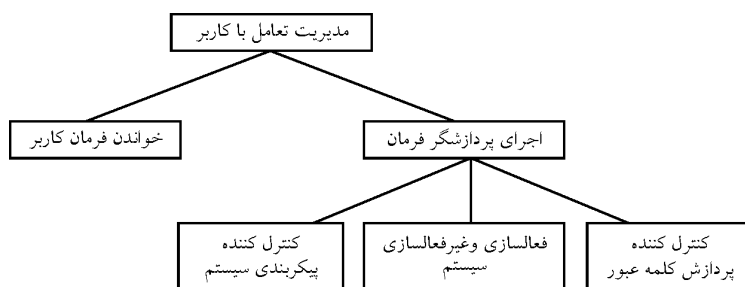 مدیریت تعامل با کاربر
خواندن فرمان کاربر
اجرای پردازشگر فرمان
کنترل کننده
پیکربندی سیستم
فعالسازی وغیرفعالسازی
سیستم
کنترل کننده
پردازش کلمه عبور